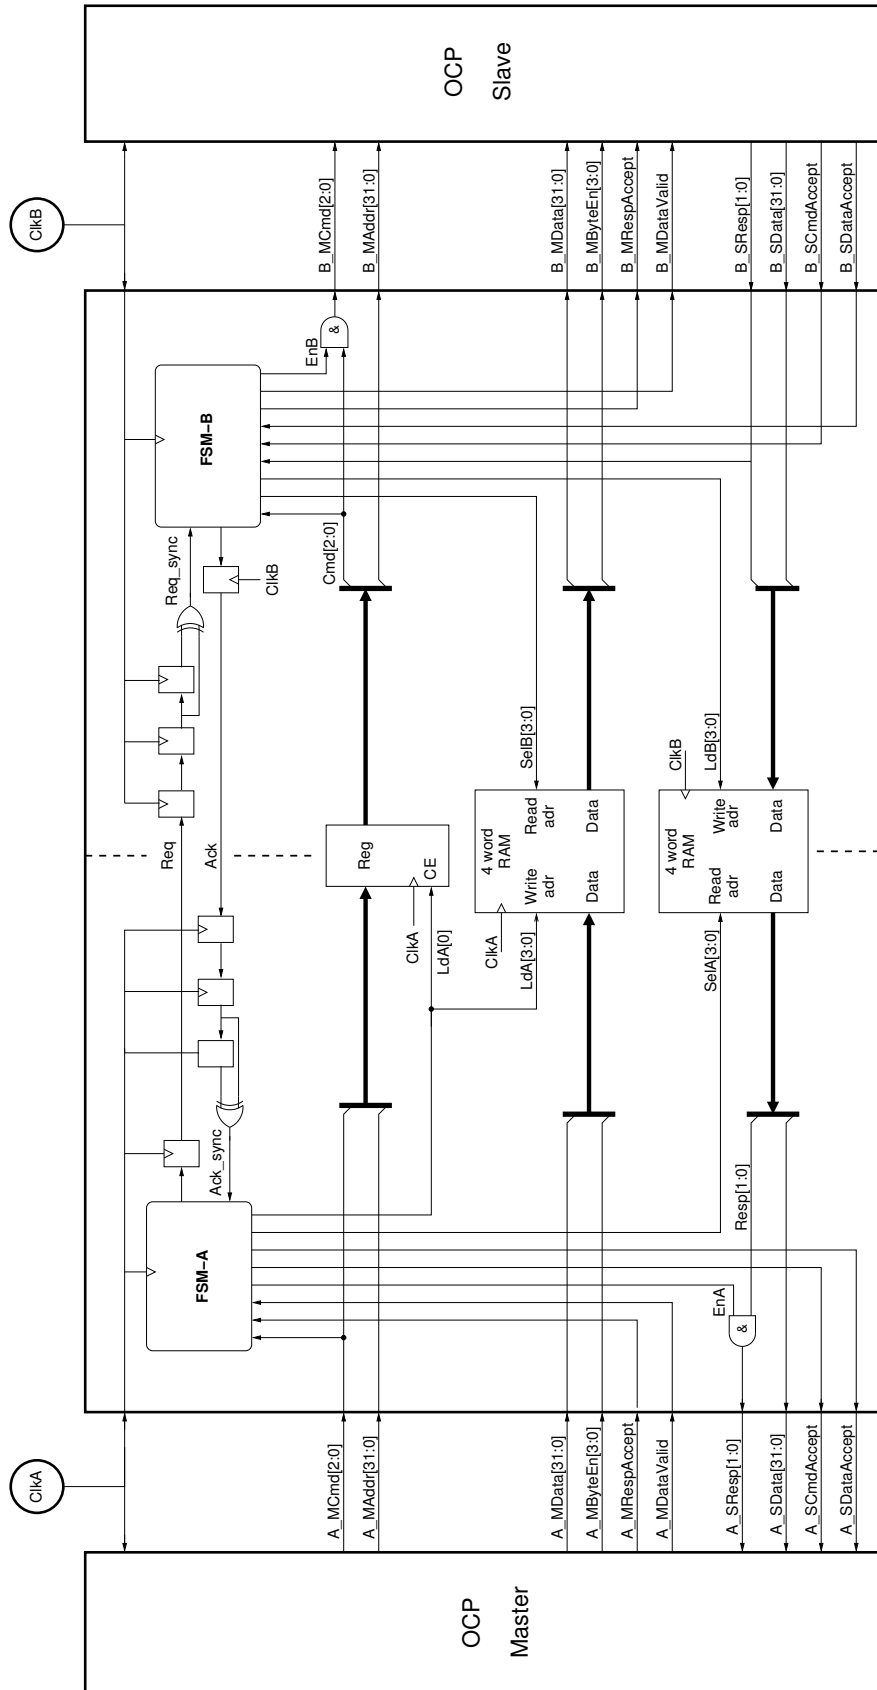 ClkA
ClkB
OCP
Master
OCP
Slave
FSM−A
FSM−B
Req
Ack
Req_sync
Ack_sync
ClkB
A_MCmd[2:0]
A_MAddr[31:0]
A_MData[31:0]
A_MByteEn[3:0]
A_MRespAccept
A_MDataValid
A_SResp[1:0]
A_SData[31:0]
A_SCmdAccept
A_SDataAccept
EnA
&
Resp[1:0]
Reg
CE
ClkA
LdA[0]
ClkA
LdA[3:0]
4 word
RAM
Write
adr
Read
adr
Data
Data
SelB[3:0]
SelA[3:0]
4 word
RAM
Read
adr
Write
adr
Data
Data
ClkB
LdB[3:0]
Cmd[2:0]
EnB
&
B_MCmd[2:0]
B_MAddr[31:0]
B_MData[31:0]
B_MByteEn[3:0]
B_MRespAccept
B_MDataValid
B_SResp[1:0]
B_SData[31:0]
B_SCmdAccept
B_SDataAccept